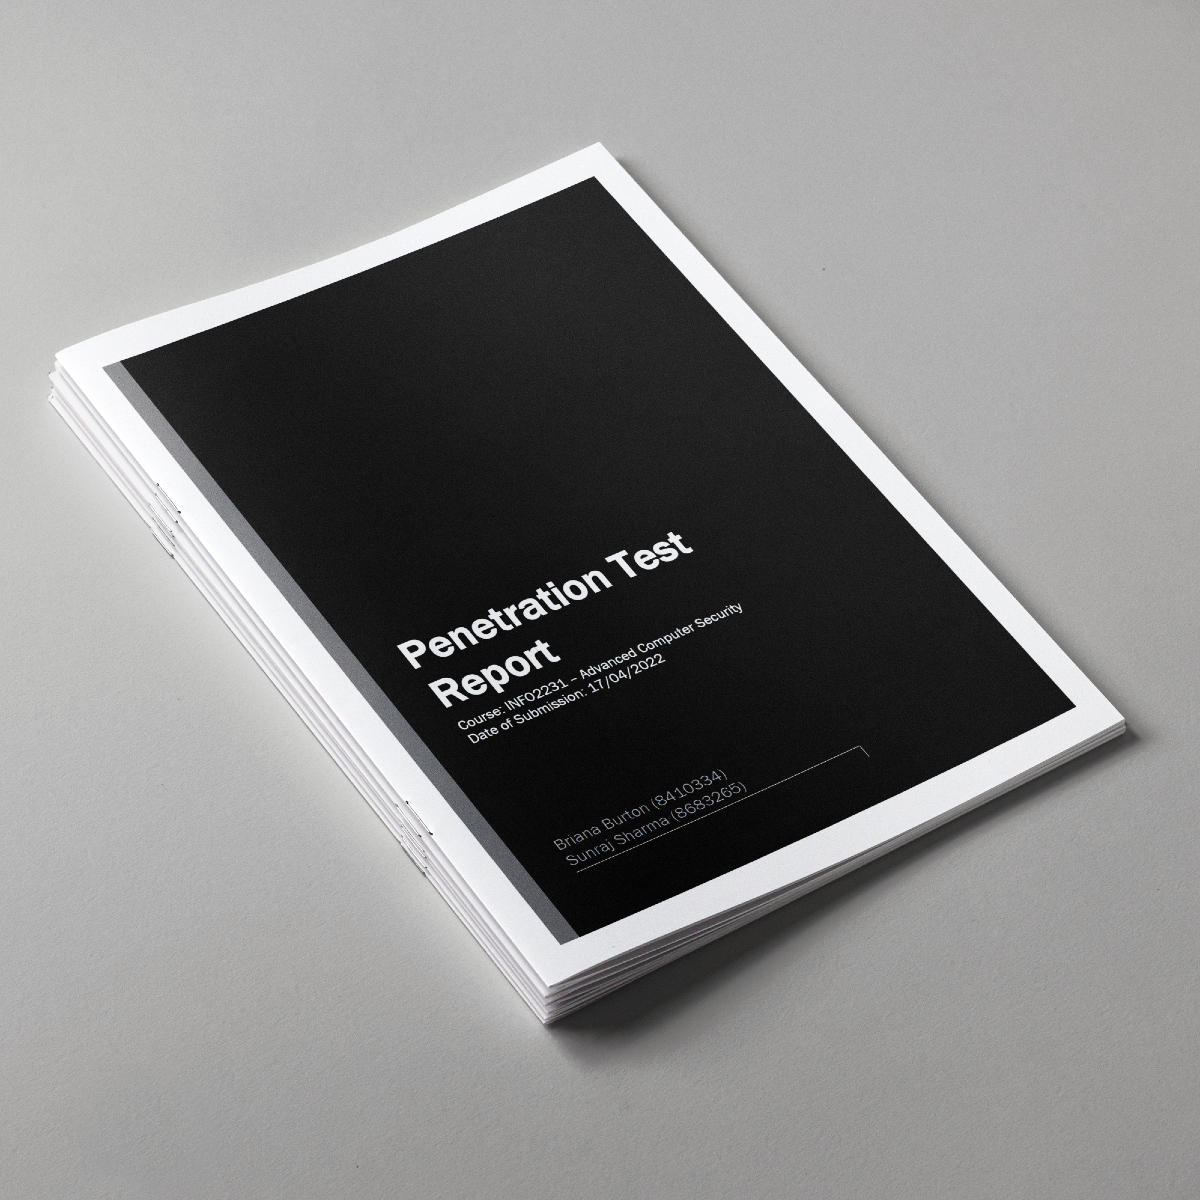 Penetration Test
Report
Course: INFO2231 – Advanced Computer Security
Date of Submission: 17/04/2022
Briana Burton (8410334)
Sunraj Sharma (8683265)